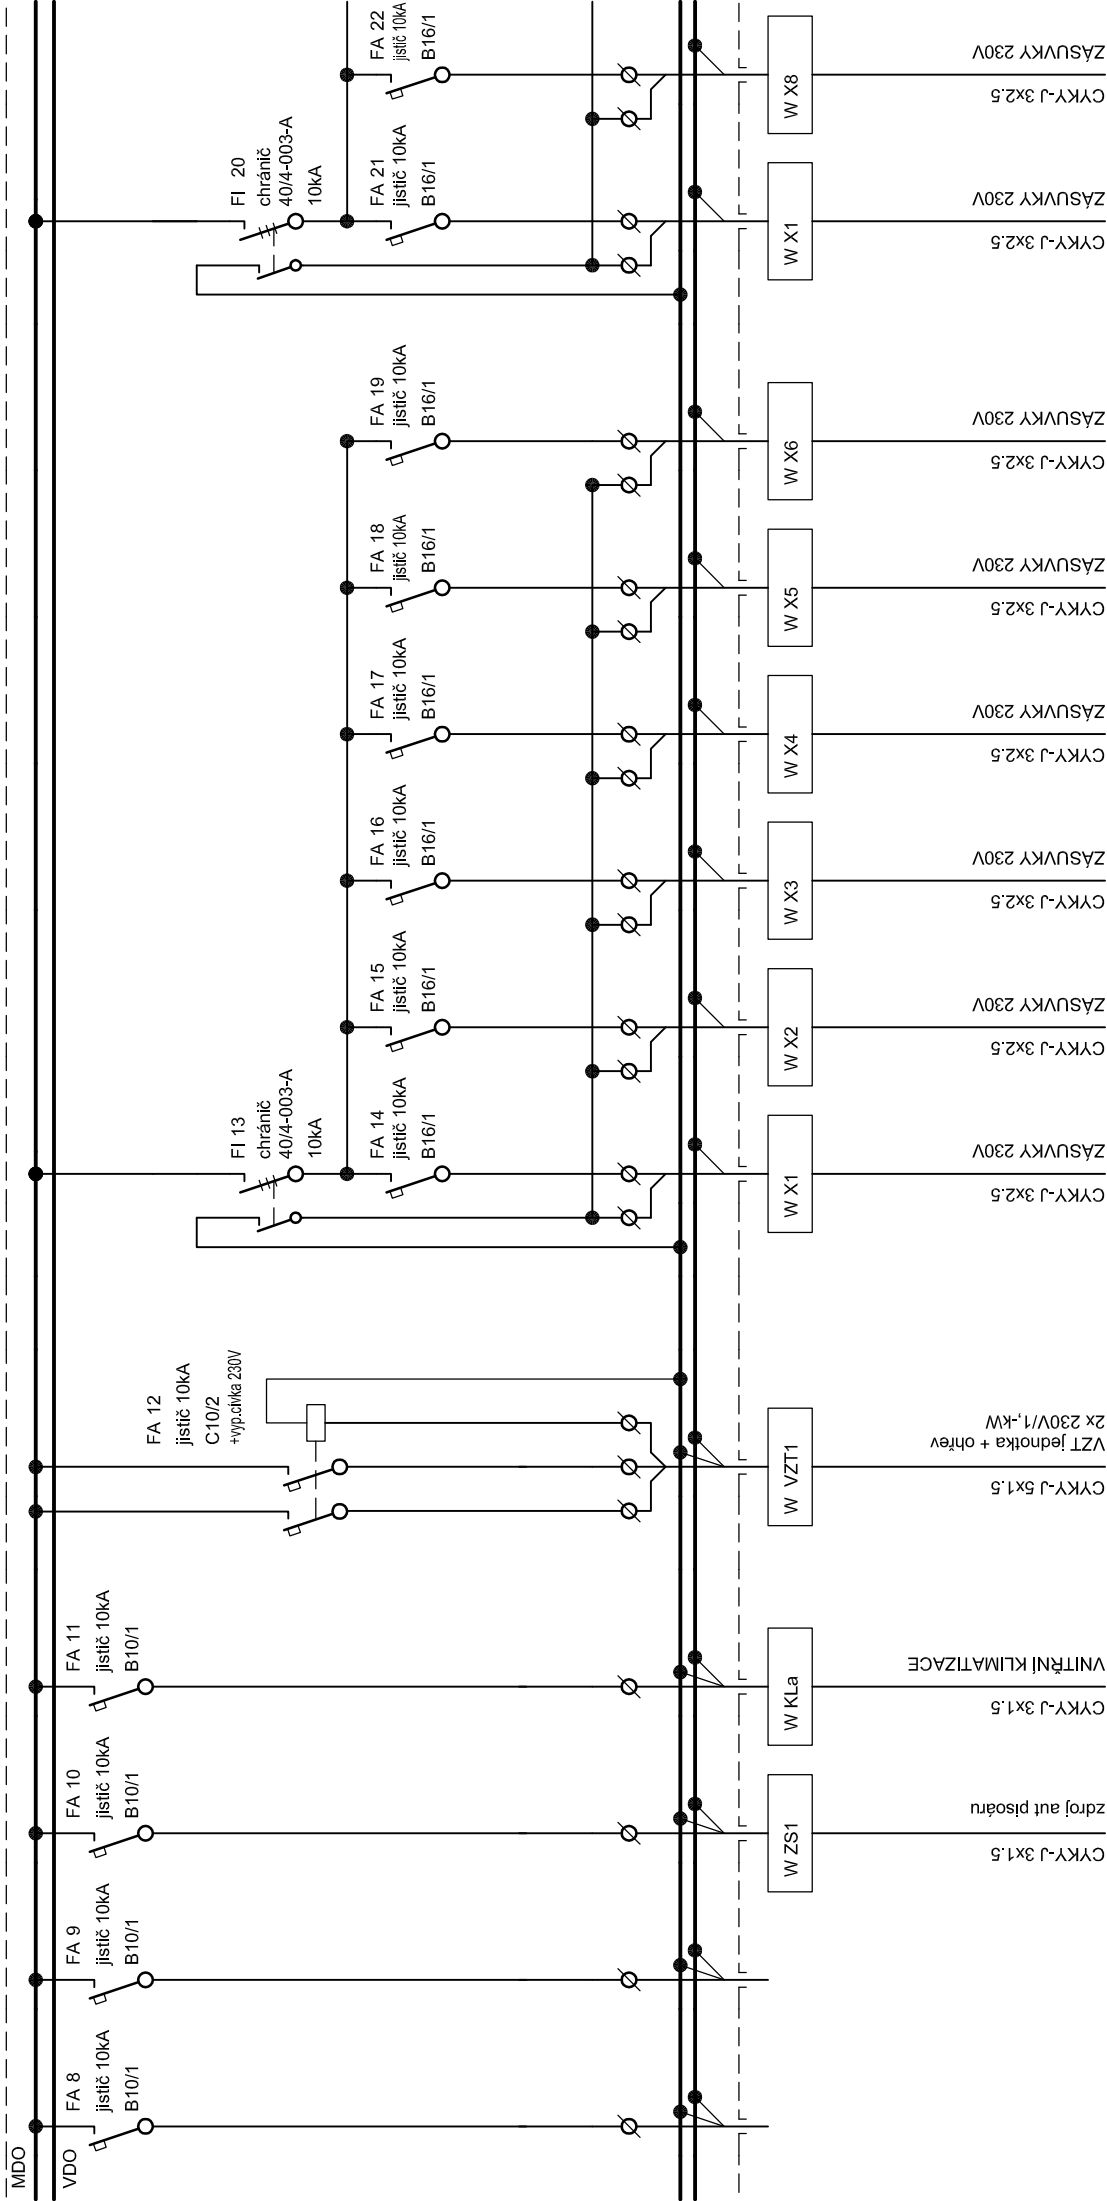 MDO
VDO
FA 8
jistič 10kA
B10/1
FA 9
jistič 10kA
B10/1
FA 10
jistič 10kA
B10/1
FA 11
jistič 10kA
B10/1
FA 12
jistič 10kA
C10/2
+vyp.cívka 230V
FI 13
chránič
40/4-003-A
10kA
FA 14
jistič 10kA
B16/1
FA 15
jistič 10kA
B16/1
FA 16
jistič 10kA
B16/1
FA 17
jistič 10kA
B16/1
FA 18
jistič 10kA
B16/1
FA 19
jistič 10kA
B16/1
FI 20
chránič
40/4-003-A
10kA
FA 21
jistič 10kA
B16/1
FA 22
jistič 10kA
B16/1
W ZS1
W KLa
W VZT1
W X1
W X2
W X3
W X4
W X5
W X6
W X1
W X8
CYKY-J 3x1.5
zdroj aut pisoáru
CYKY-J 3x1.5
VNITŘNÍ KLIMATIZACE
CYKY-J 5x1.5
VZT jednotka + ohřev
2x 230V/1,-kW
CYKY-J 3x2.5
ZÁSUVKY 230V
CYKY-J 3x2.5
ZÁSUVKY 230V
CYKY-J 3x2.5
ZÁSUVKY 230V
CYKY-J 3x2.5
ZÁSUVKY 230V
CYKY-J 3x2.5
ZÁSUVKY 230V
CYKY-J 3x2.5
ZÁSUVKY 230V
CYKY-J 3x2.5
ZÁSUVKY 230V
CYKY-J 3x2.5
ZÁSUVKY 230V